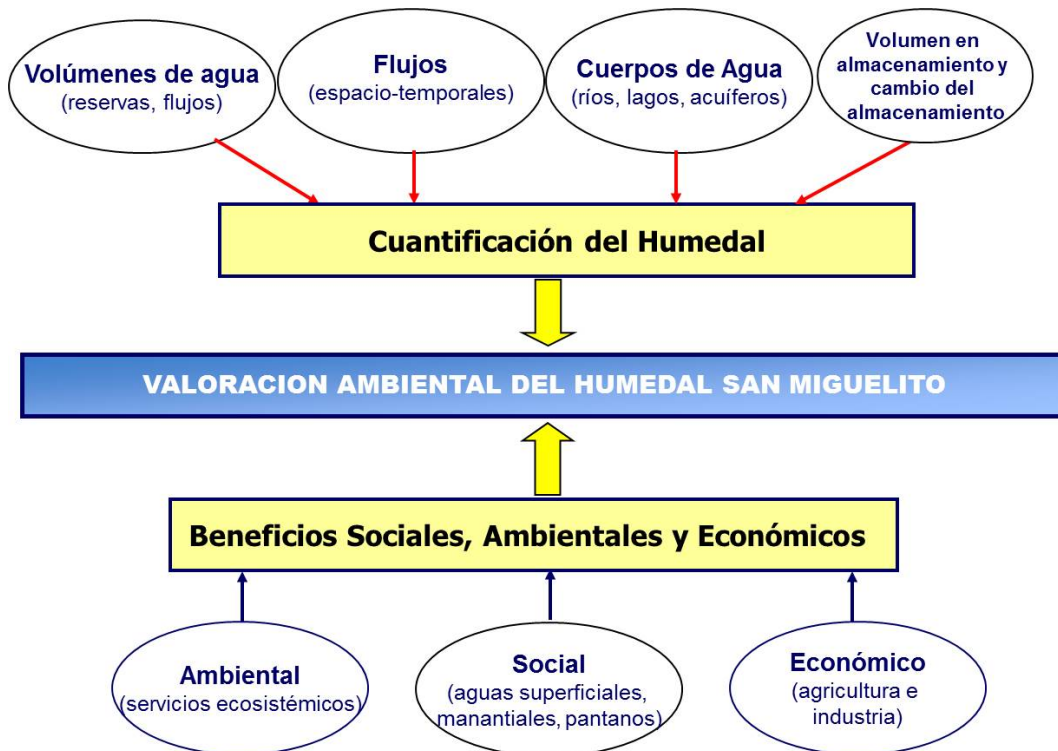 Volúmenes de agua
(reservas, flujos)
Flujos
(espacio-temporales)
Cuerpos de Agua
(ríos, lagos, acuíferos)
Volumen en
almacenamiento y
cambio del
almacenamiento
Cuantificación del Humedal
VALORACION AMBIENTAL DEL HUMEDAL SAN MIGUELITO
Beneficios Sociales, Ambientales y Económicos
Ambiental
(servicios ecosistémicos)
Social
(aguas superficiales,
manantiales, pantanos)
Económico
(agricultura e
industria)